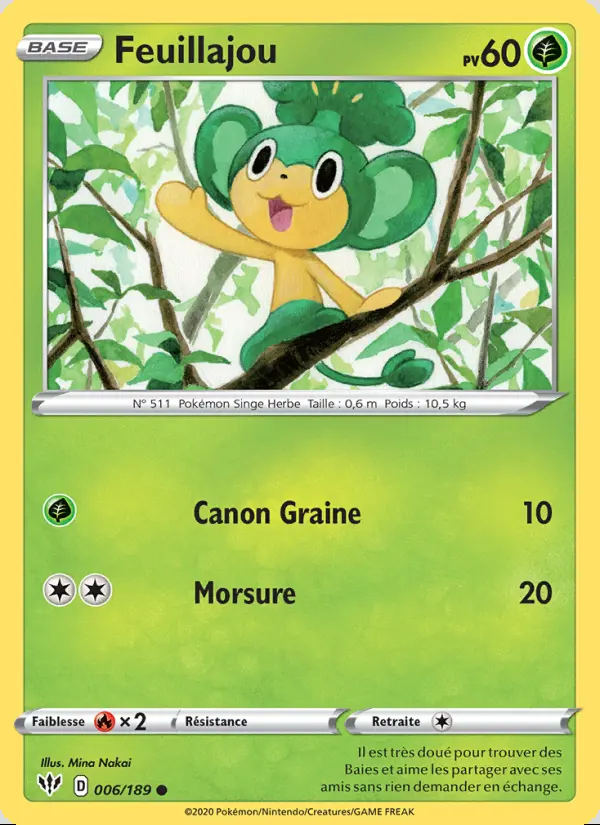 BASE Feuillajou PV60
N° 511 Pokémon Singe Herbe Taille : 0,6 m Poids : 10,5 kg
Canon Graine 10
Morsure 20
Faiblesse ×2 Résistance Retraite
Illus. Mina Nakai
D 006/189
Il est très doué pour trouver des
Baies et aime les partager avec ses
amis sans rien demander en échange.
©2020 Pokémon/Nintendo/Creatures/GAME FREAK